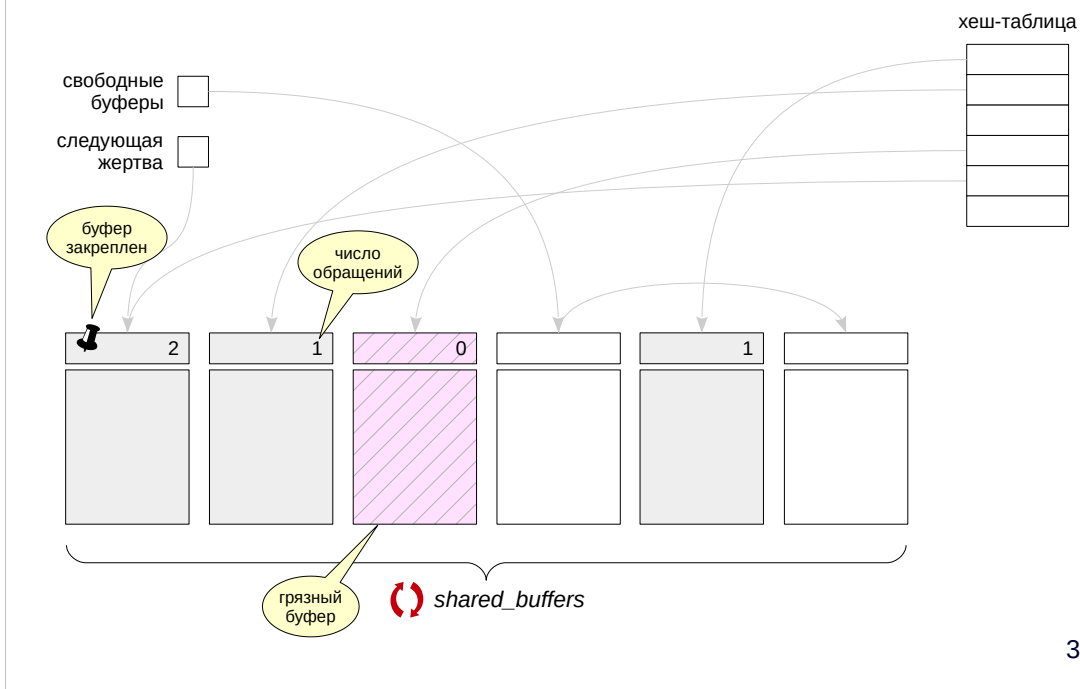 хеш-таблица
свободные
буферы
следующая
жертва
буфер
закреплен
число
обращений
2
1
0
1
грязный
буфер
shared_buffers
3